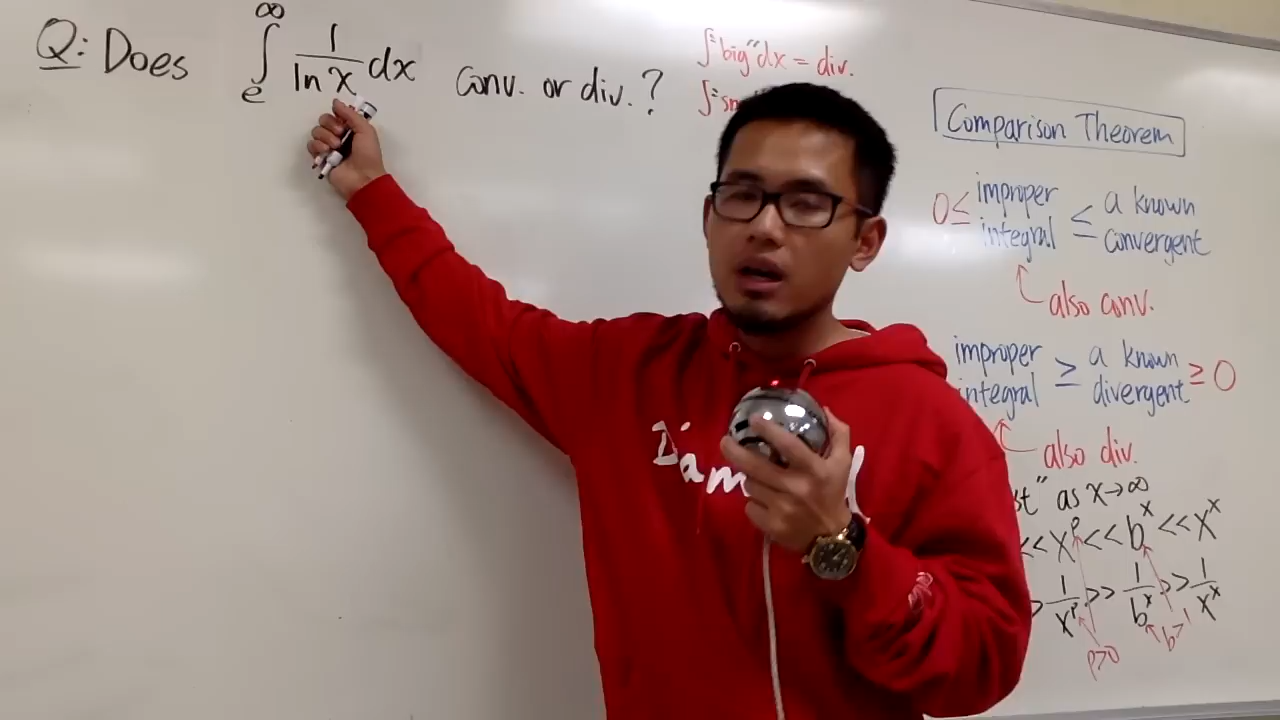 Q: Does ∫_e^∞ 1/(ln x) dx conv. or div.?
∫"big" dx = div.
Comparison Theorem
0 ≤ improper integral ≤ a known convergent
also conv.
improper integral ≥ a known divergent ≥ 0
also div.
as x→∞
<< x^p << b^x << x^x
> 1/x^p >> 1/b^x >> 1/x^x
p>0 b>1